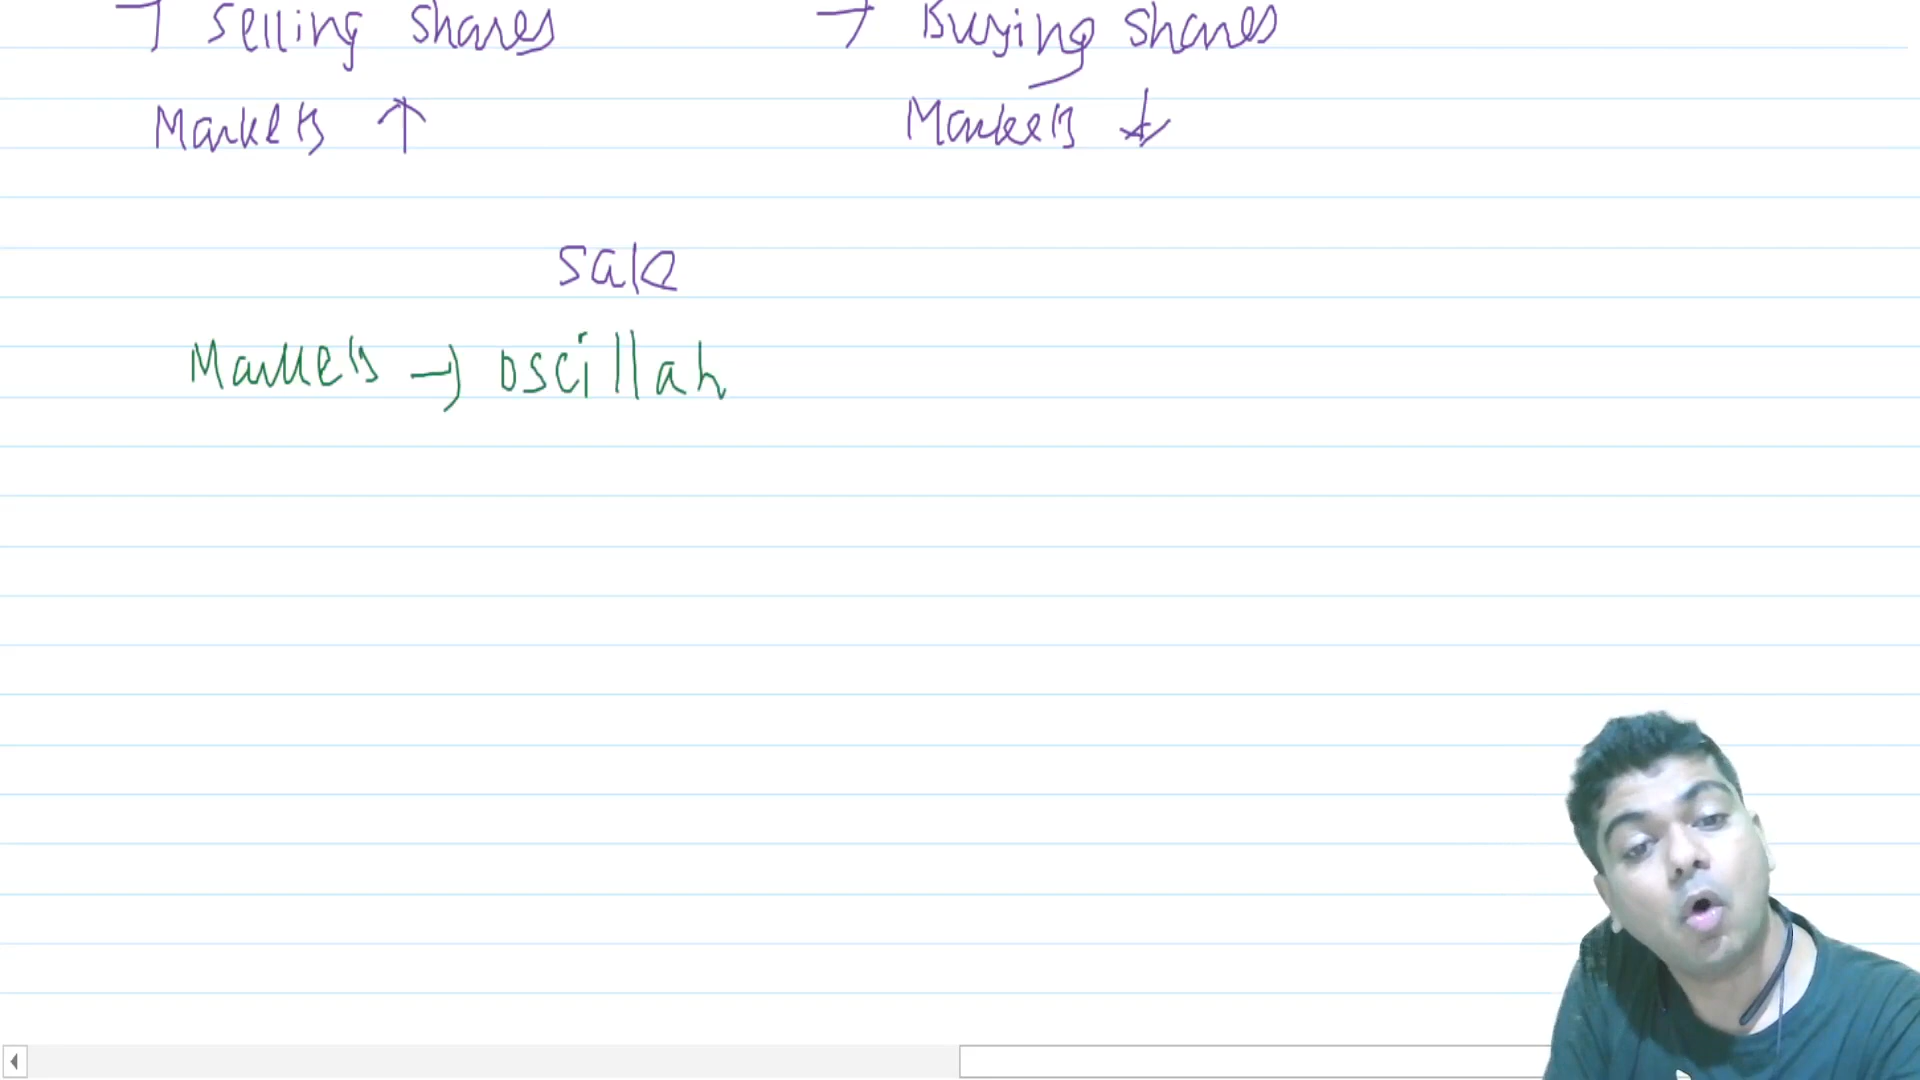 → Selling shares → Buying shares
Markets ↑ Markets ↓
Sale
Markets → oscillate